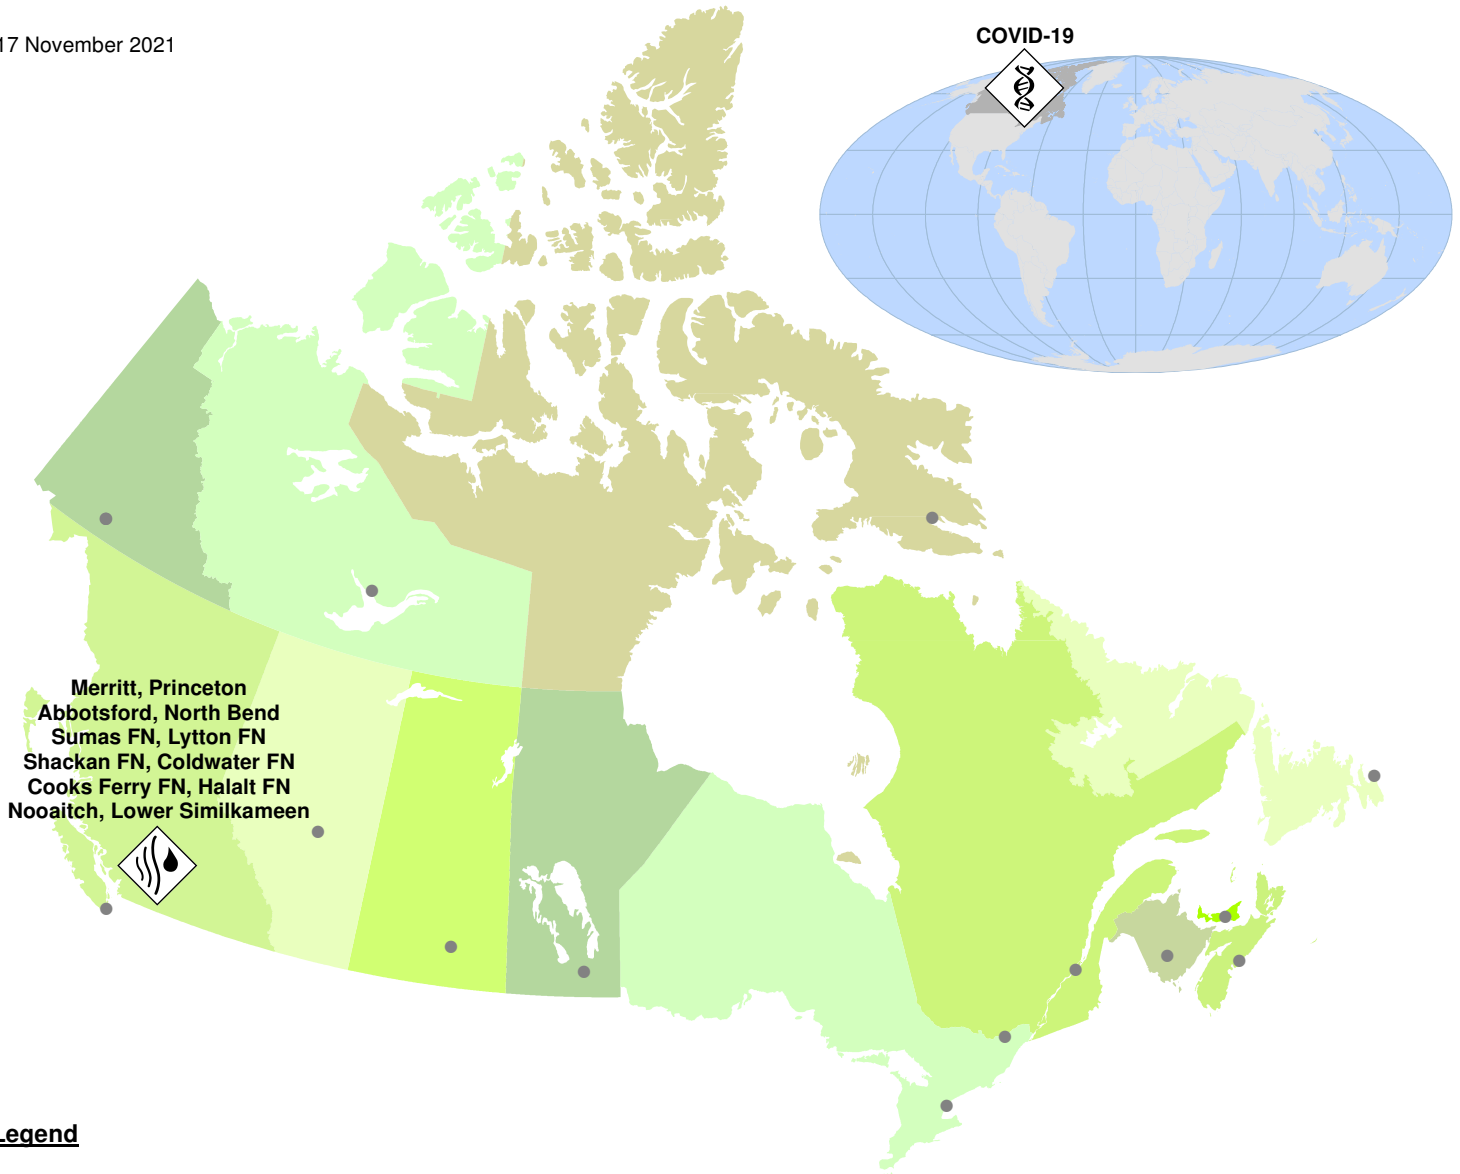 17 November 2021
COVID-19
Merritt, Princeton
Abbotsford, North Bend
Sumas FN, Lytton FN
Shackan FN, Coldwater FN
Cooks Ferry FN, Halalt FN
Nooaitch, Lower Similkameen
Legend